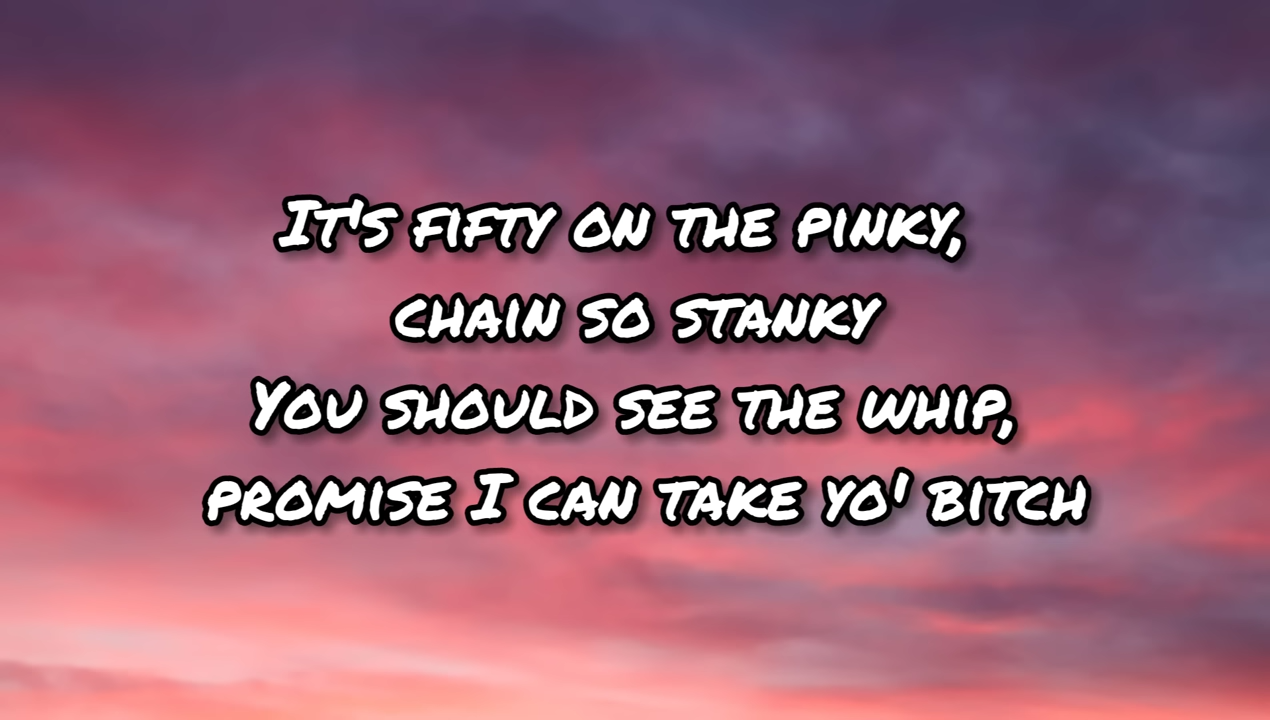 It's fifty on the pinky,
chain so stanky
You should see the whip,
promise I can take yo' bitch